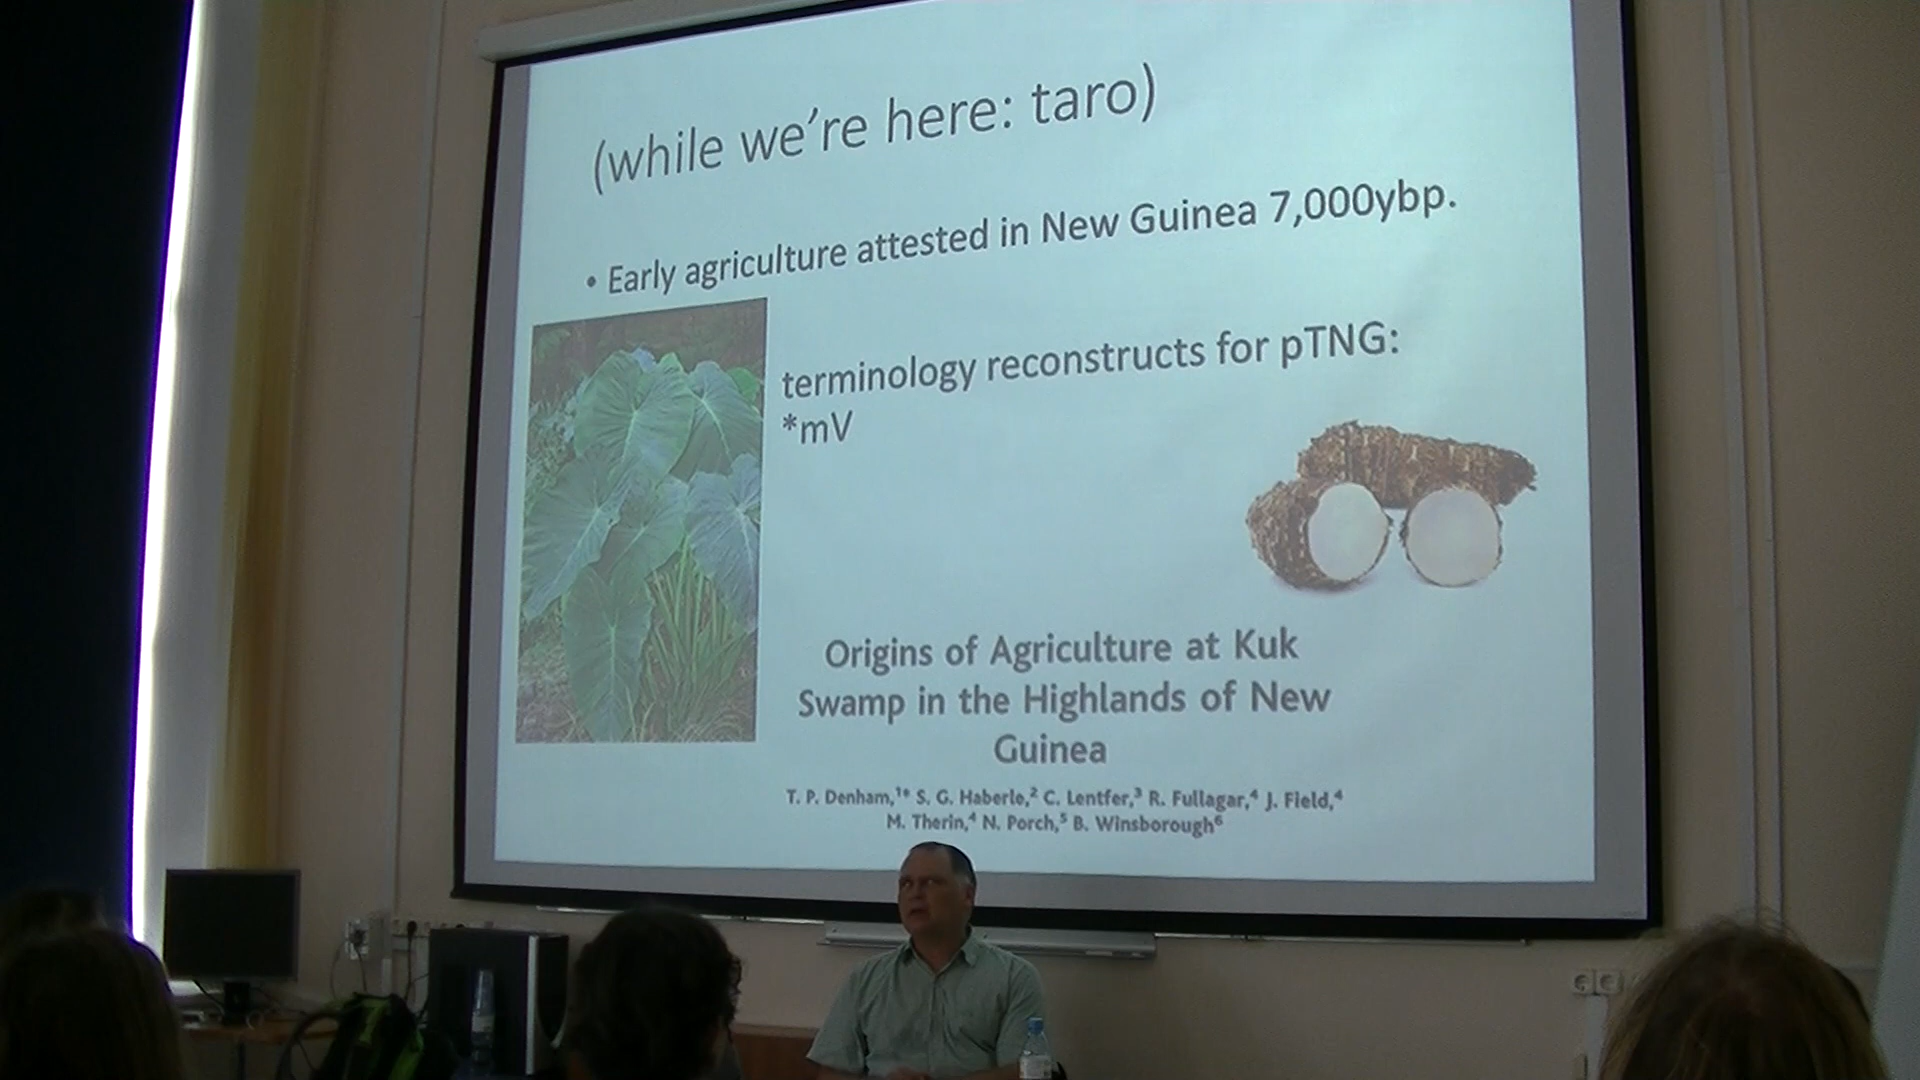 (while we're here: taro)
• Early agriculture attested in New Guinea 7,000ybp.
terminology reconstructs for pTNG:
*mV
Origins of Agriculture at Kuk
Swamp in the Highlands of New
Guinea
T. P. Denham,¹* S. G. Haberle,² C. Lentfer,³ R. Fullagar,⁴ J. Field,⁴
M. Therin,⁴ N. Porch,⁵ B. Winsborough⁶